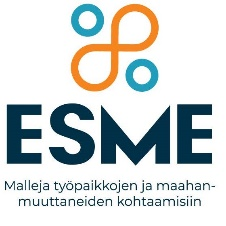 ESME
Malleja työpaikkojen ja maahan-
muuttaneiden kohtaamisiin